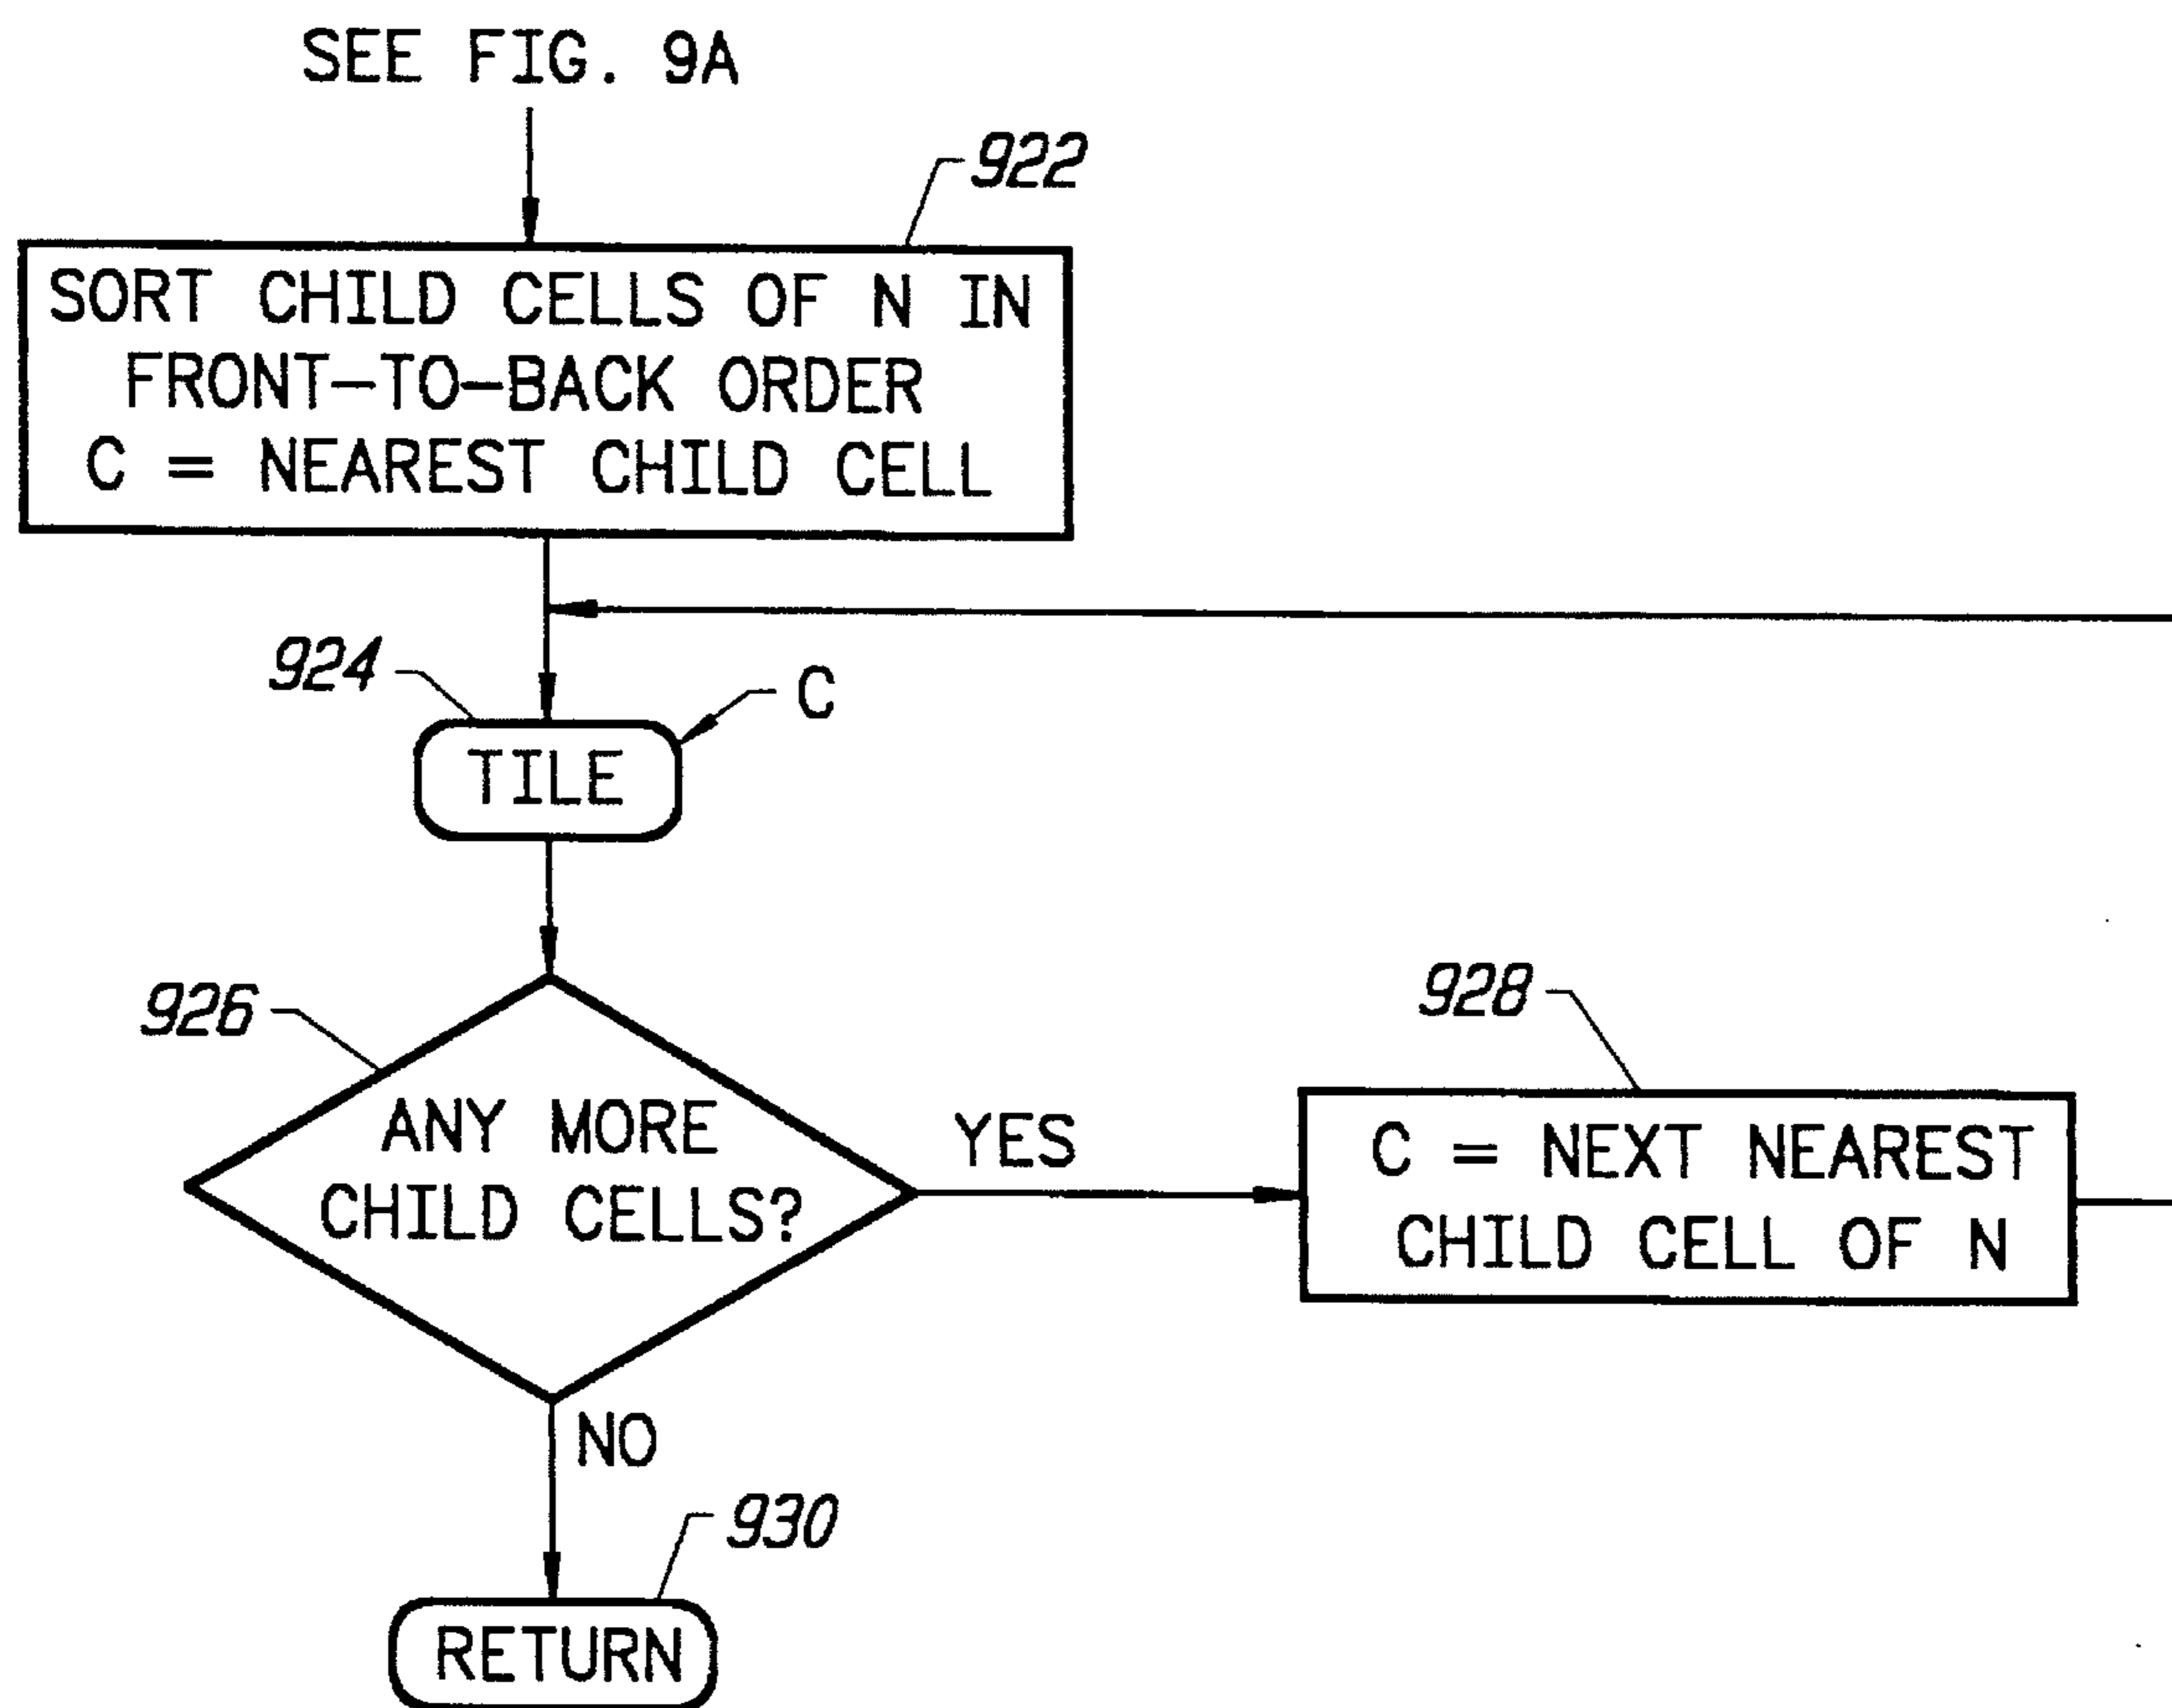 SEE FIG. 9A
922
SORT CHILD CELLS OF N IN
FRONT-TO-BACK ORDER
C = NEAREST CHILD CELL
924
C
TILE
926
ANY MORE
CHILD CELLS?
YES
928
C = NEXT NEAREST
CHILD CELL OF N
NO
930
RETURN